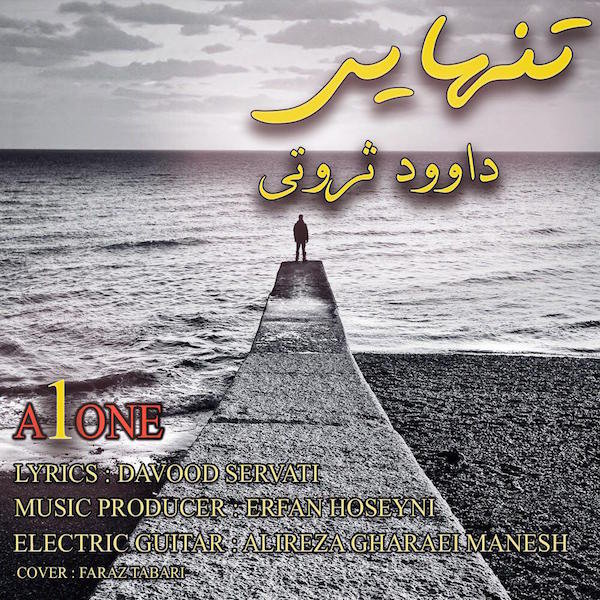 تنهایی
داوود ثروتی
A1ONE
LYRICS : DAVOOD SERVATI
MUSIC PRODUCER : ERFAN HOSEYNI
ELECTRIC GUITAR : ALIREZA GHARAEI MANESH
COVER : FARAZ TABARI